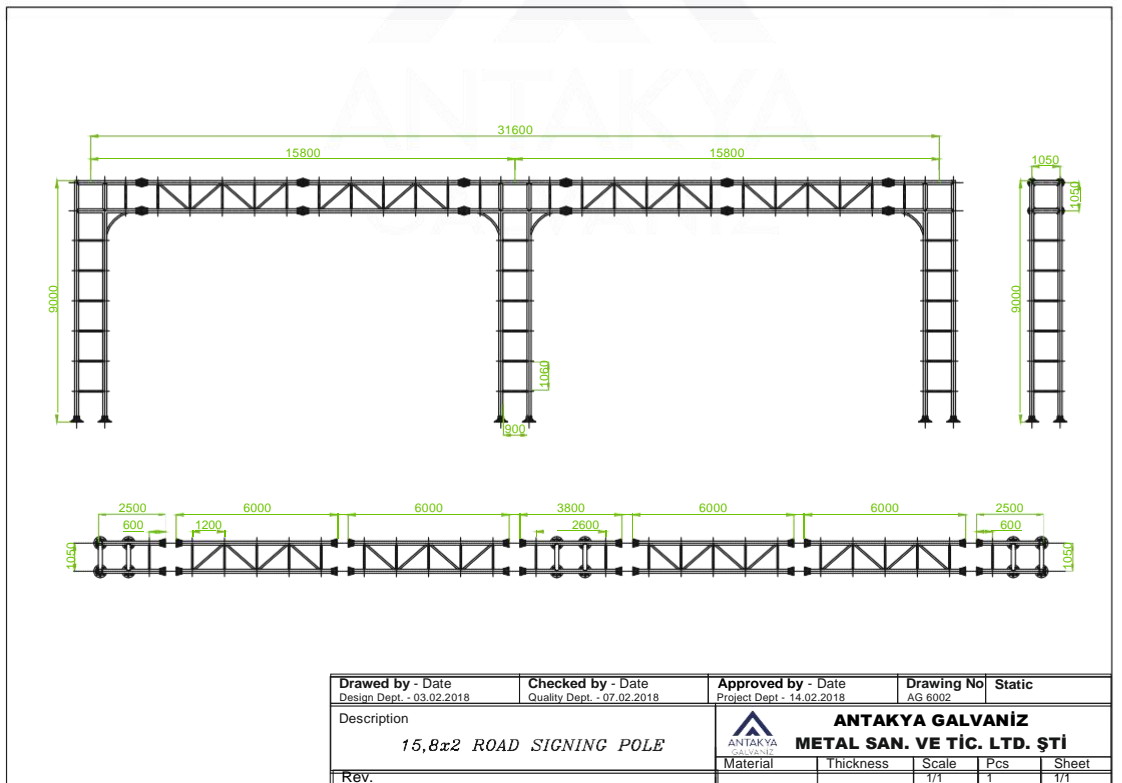 ANTAKYA
GALVANİZ
31600
15800
15800
1050
1050
9000
9000
1060
900
2500
6000
6000
3800
6000
6000
2500
600
1200
2600
600
1050
1050
Drawed by - Date
Design Dept. - 03.02.2018
Checked by - Date
Quality Dept. - 07.02.2018
Approved by - Date
Project Dept - 14.02.2018
Drawing No
AG 6002
Static
Description
15,8x2 ROAD SIGNING POLE
ANTAKYA
GALVANİZ
ANTAKYA GALVANİZ
METAL SAN. VE TİC. LTD. ŞTİ
Material
Thickness
Scale
Pcs
Sheet
Rev.
1/1
1
1/1